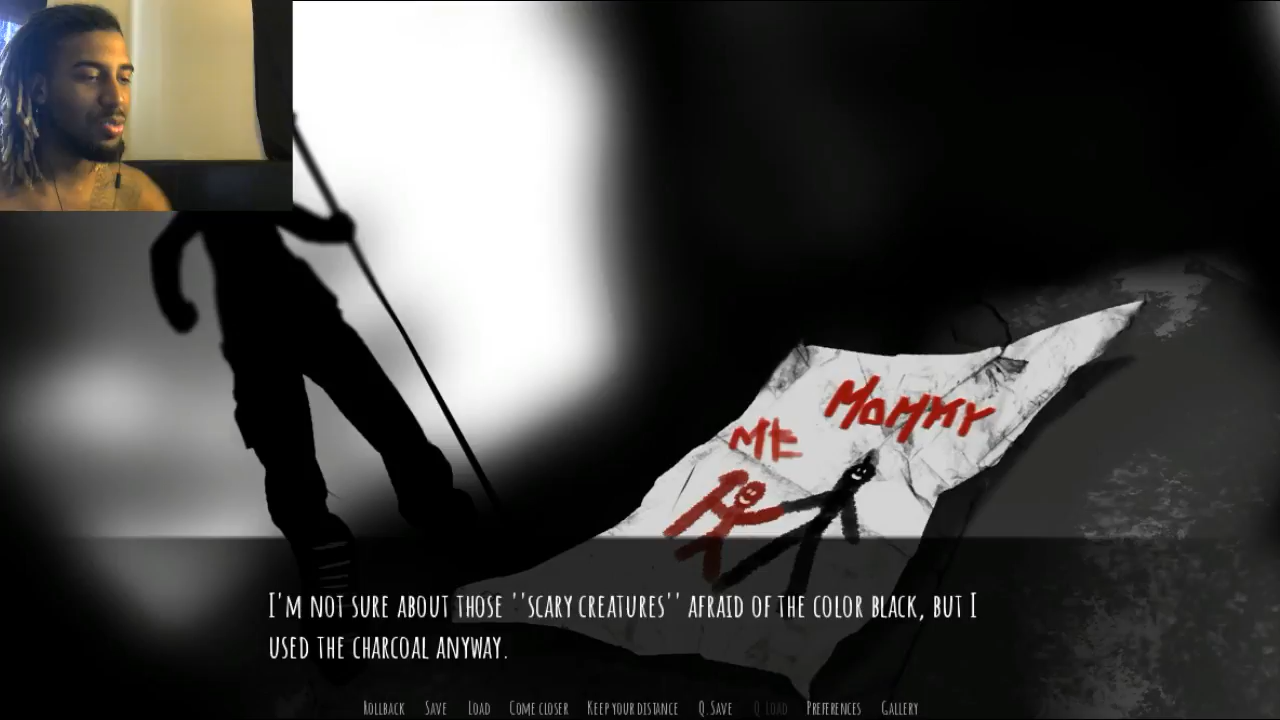 MOMMY
ME
I'M NOT SURE ABOUT THOSE ''SCARY CREATURES'' AFRAID OF THE COLOR BLACK, BUT I
USED THE CHARCOAL ANYWAY.
ROLLBACK SAVE LOAD COME CLOSER KEEP YOUR DISTANCE Q.SAVE Q.LOAD PREFERENCES GALLERY